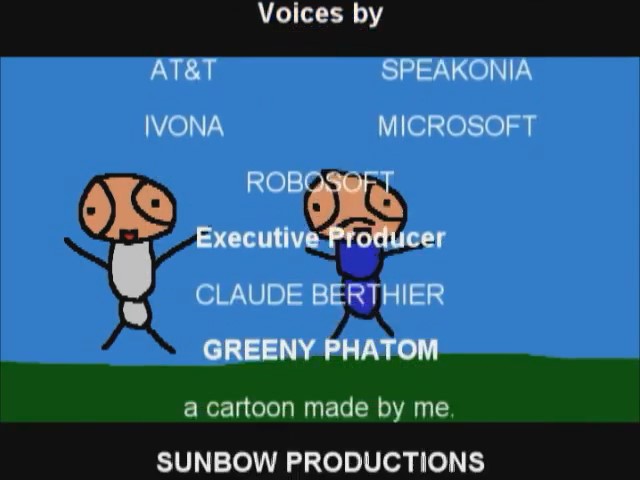 Voices by
AT&T SPEAKONIA
IVONA MICROSOFT
ROBOSOFT
Executive Producer
CLAUDE BERTHIER
GREENY PHATOM
a cartoon made by me.
SUNBOW PRODUCTIONS